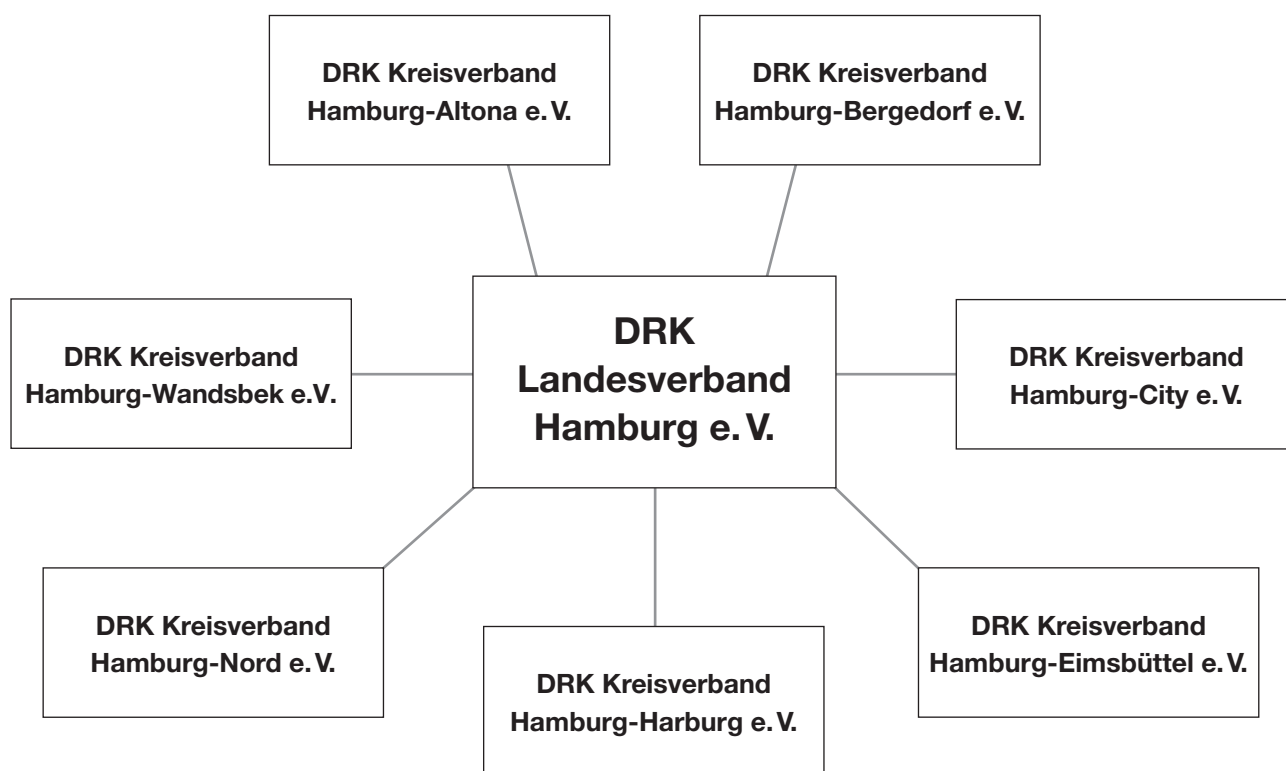 DRK Kreisverband
Hamburg-Altona e. V.
DRK Kreisverband
Hamburg-Bergedorf e. V.
DRK Kreisverband
Hamburg-Wandsbek e.V.
DRK
Landesverband
Hamburg e. V.
DRK Kreisverband
Hamburg-City e. V.
DRK Kreisverband
Hamburg-Nord e. V.
DRK Kreisverband
Hamburg-Harburg e. V.
DRK Kreisverband
Hamburg-Eimsbüttel e. V.